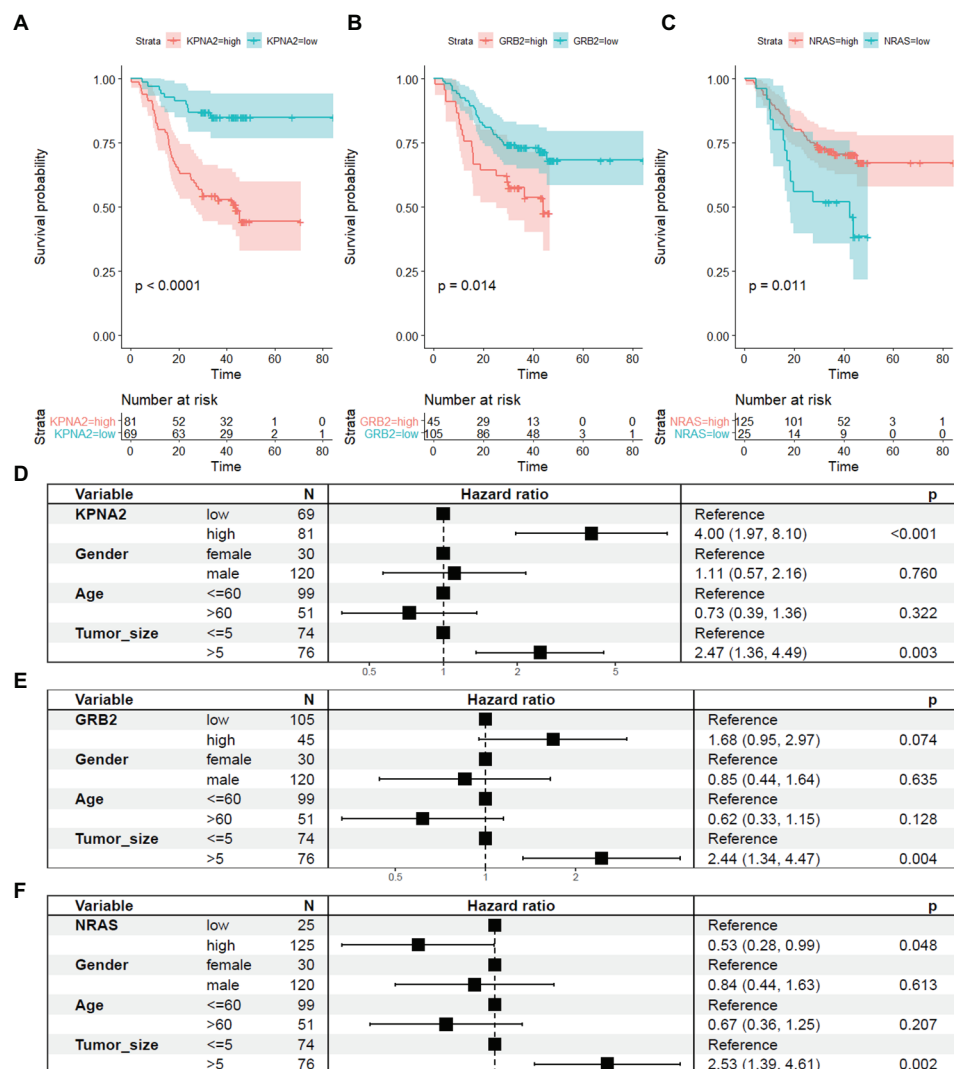 A
B
C
Strata KPNA2=high KPNA2=low
Strata GRB2=high GRB2=low
Strata NRAS=high NRAS=low
Survival probability
1.00
0.75
0.50
0.25
0.00
p < 0.0001
0 20 40 60 80
Time
Survival probability
1.00
0.75
0.50
0.25
0.00
p = 0.014
0 20 40 60 80
Time
Survival probability
1.00
0.75
0.50
0.25
0.00
p = 0.011
0 20 40 60 80
Time
Number at risk
Strata
KPNA2=high 81 52 32 1 0
KPNA2=low 69 63 29 2 1
0 20 40 60 80
Time
Number at risk
Strata
GRB2=high 45 29 13 0 0
GRB2=low 105 86 48 3 1
0 20 40 60 80
Time
Number at risk
Strata
NRAS=high 125 101 52 3 1
NRAS=low 25 14 9 0 0
0 20 40 60 80
Time
D
Variable N Hazard ratio p
KPNA2 low 69 Reference
high 81 4.00 (1.97, 8.10) <0.001
Gender female 30 Reference
male 120 1.11 (0.57, 2.16) 0.760
Age <=60 99 Reference
>60 51 0.73 (0.39, 1.36) 0.322
Tumor_size <=5 74 Reference
>5 76 2.47 (1.36, 4.49) 0.003
0.5 1 2 5
E
Variable N Hazard ratio p
GRB2 low 105 Reference
high 45 1.68 (0.95, 2.97) 0.074
Gender female 30 Reference
male 120 0.85 (0.44, 1.64) 0.635
Age <=60 99 Reference
>60 51 0.62 (0.33, 1.15) 0.128
Tumor_size <=5 74 Reference
>5 76 2.44 (1.34, 4.47) 0.004
0.5 1 2
F
Variable N Hazard ratio p
NRAS low 25 Reference
high 125 0.53 (0.28, 0.99) 0.048
Gender female 30 Reference
male 120 0.84 (0.44, 1.63) 0.613
Age <=60 99 Reference
>60 51 0.67 (0.36, 1.25) 0.207
Tumor_size <=5 74 Reference
>5 76 2.53 (1.39, 4.61) 0.002